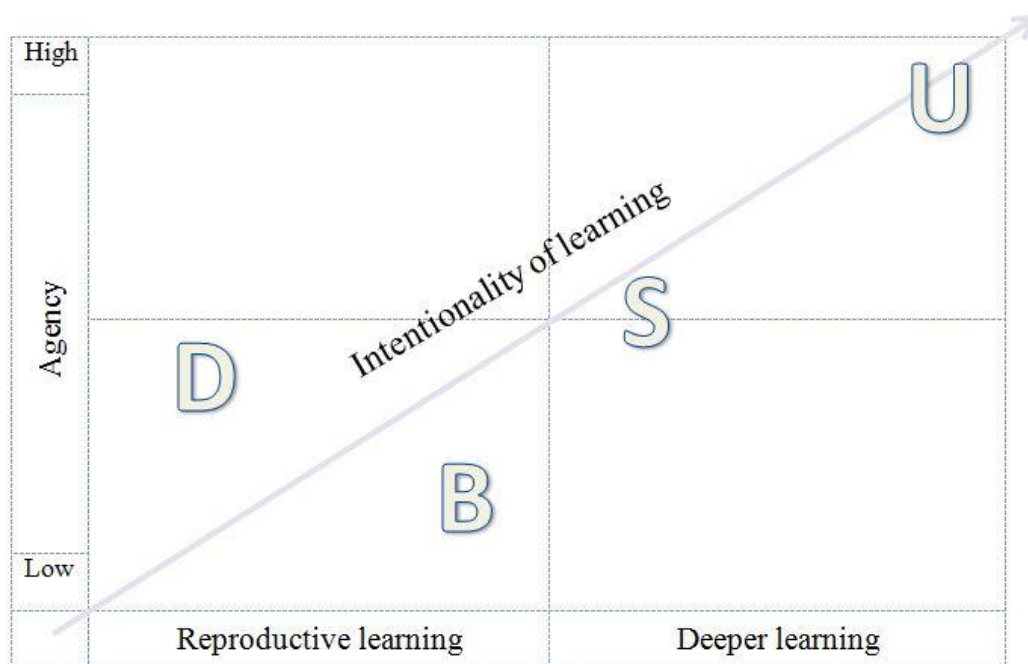 High
U
Intentionality of learning
S
Agency
D
B
Low
Reproductive learning
Deeper learning